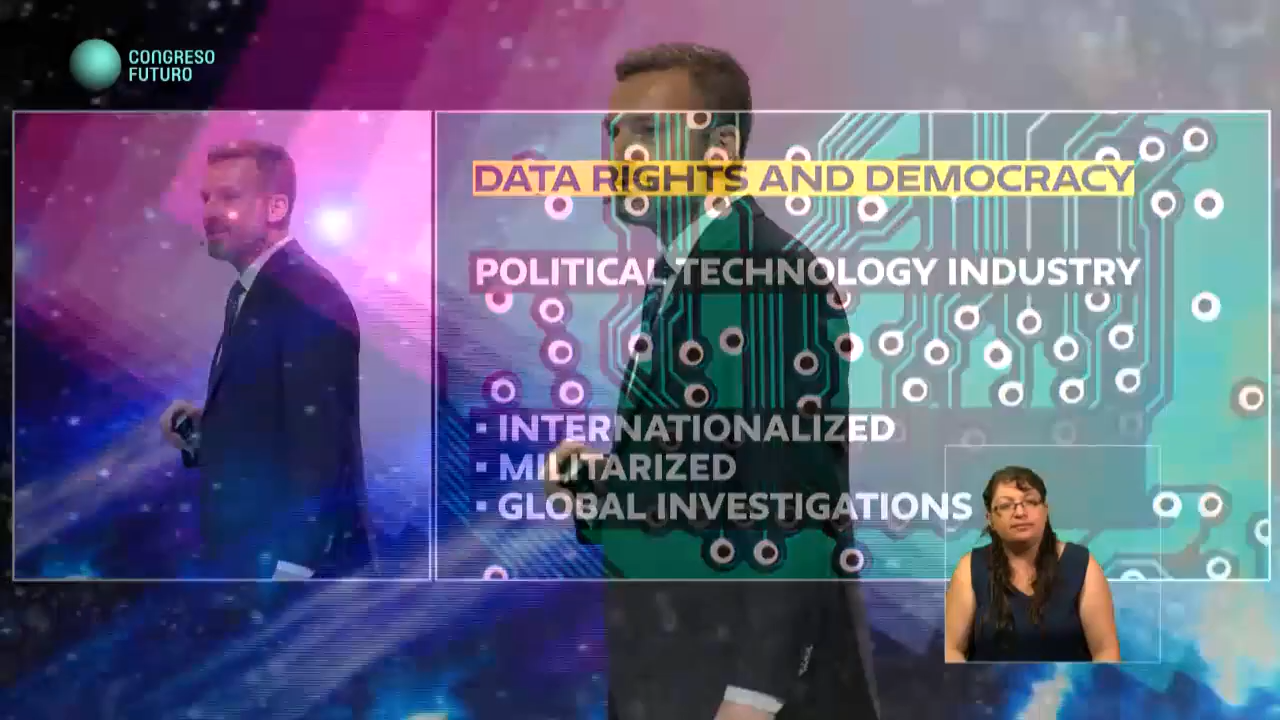 CONGRESO
FUTURO
DATA RIGHTS AND DEMOCRACY
POLITICAL TECHNOLOGY INDUSTRY
▪ INTERNATIONALIZED
▪ MILITARIZED
▪ GLOBAL INVESTIGATIONS